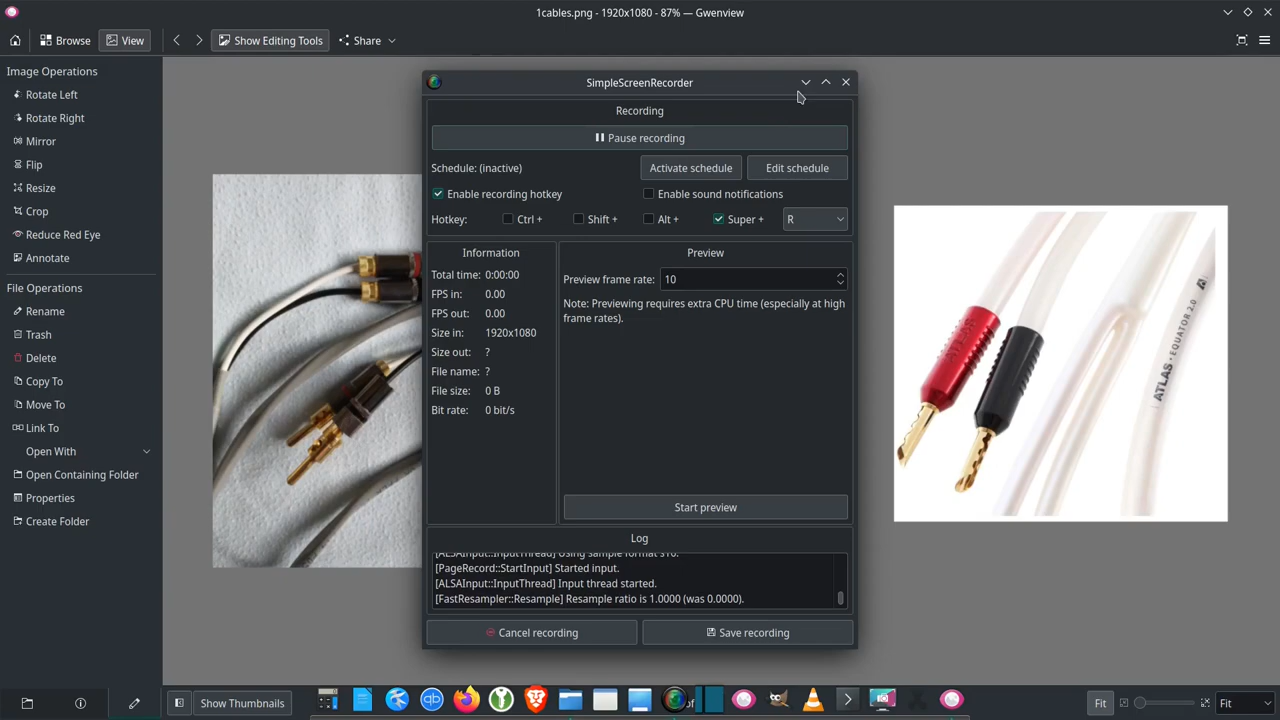 1cables.png - 1920x1080 - 87% — Gwenview
Browse
View
Show Editing Tools
Share
Image Operations
Rotate Left
Rotate Right
Mirror
Flip
Resize
Crop
Reduce Red Eye
Annotate
File Operations
Rename
Trash
Delete
Copy To
Move To
Link To
Open With
Open Containing Folder
Properties
Create Folder
SimpleScreenRecorder
Recording
Pause recording
Schedule: (inactive)
Activate schedule
Edit schedule
Enable recording hotkey
Enable sound notifications
Hotkey:
Ctrl +
Shift +
Alt +
Super +
R
Information
Total time: 0:00:00
FPS in: 0.00
FPS out: 0.00
Size in: 1920x1080
Size out: ?
File name: ?
File size: 0 B
Bit rate: 0 bit/s
Preview
Preview frame rate: 10
Note: Previewing requires extra CPU time (especially at high
frame rates).
Start preview
Log
[ALSAInput::InputThread] Using sample format s16.
[PageRecord::StartInput] Started input.
[ALSAInput::InputThread] Input thread started.
[FastResampler::Resample] Resample ratio is 1.0000 (was 0.0000).
Cancel recording
Save recording
ATLAS
ATLAS - EQUATOR 2.0
Show Thumbnails
Fit
Fit